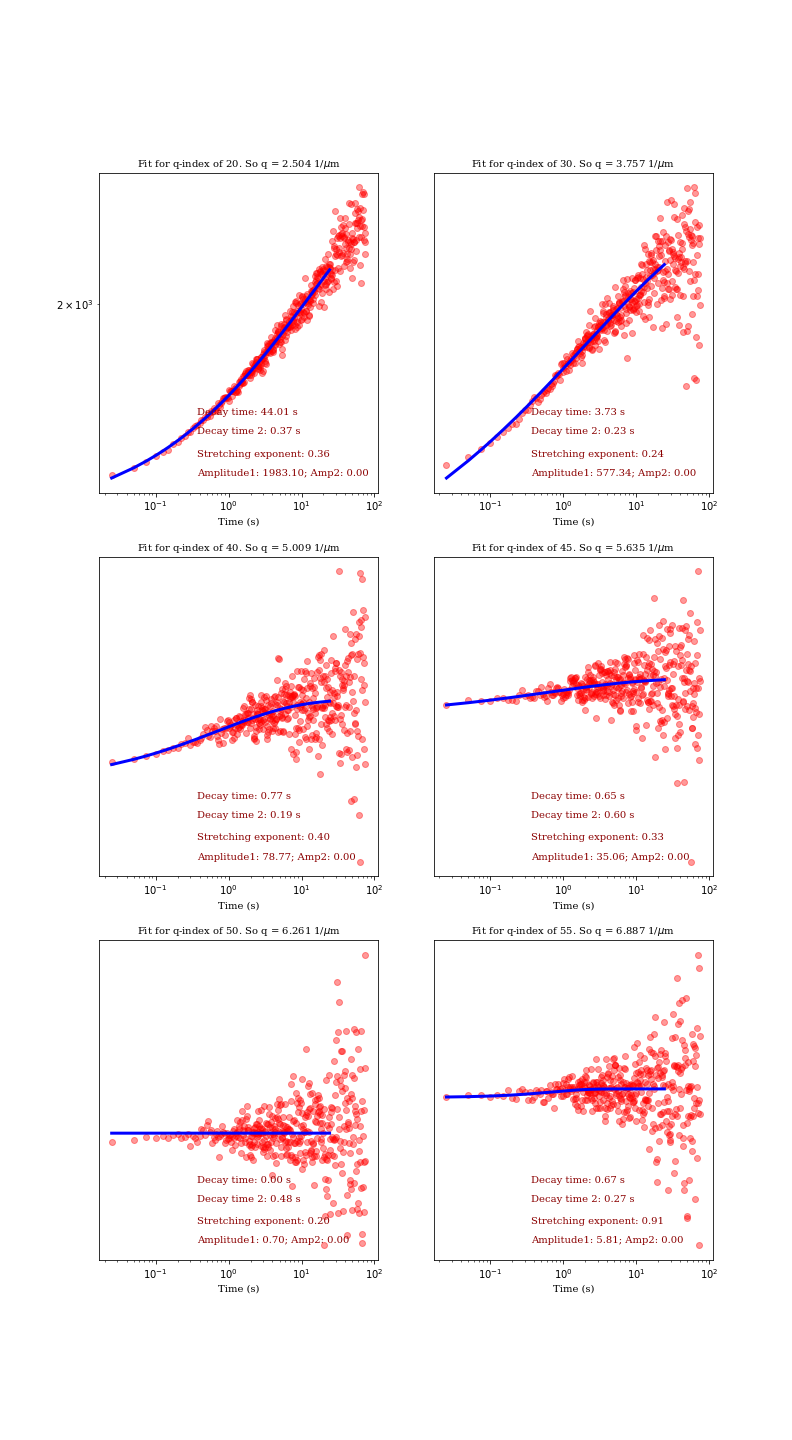 Fit for q-index of 20. So q = 2.504 1/μm
Fit for q-index of 30. So q = 3.757 1/μm
2 × 10³
Decay time: 44.01 s
Decay time 2: 0.37 s
Stretching exponent: 0.36
Amplitude1: 1983.10; Amp2: 0.00
Decay time: 3.73 s
Decay time 2: 0.23 s
Stretching exponent: 0.24
Amplitude1: 577.34; Amp2: 0.00
10⁻¹ 10⁰ 10¹ 10²
Time (s)
10⁻¹ 10⁰ 10¹ 10²
Time (s)
Fit for q-index of 40. So q = 5.009 1/μm
Fit for q-index of 45. So q = 5.635 1/μm
Decay time: 0.77 s
Decay time 2: 0.19 s
Stretching exponent: 0.40
Amplitude1: 78.77; Amp2: 0.00
Decay time: 0.65 s
Decay time 2: 0.60 s
Stretching exponent: 0.33
Amplitude1: 35.06; Amp2: 0.00
10⁻¹ 10⁰ 10¹ 10²
Time (s)
10⁻¹ 10⁰ 10¹ 10²
Time (s)
Fit for q-index of 50. So q = 6.261 1/μm
Fit for q-index of 55. So q = 6.887 1/μm
Decay time: 0.00 s
Decay time 2: 0.48 s
Stretching exponent: 0.20
Amplitude1: 0.70; Amp2: 0.00
Decay time: 0.67 s
Decay time 2: 0.27 s
Stretching exponent: 0.91
Amplitude1: 5.81; Amp2: 0.00
10⁻¹ 10⁰ 10¹ 10²
Time (s)
10⁻¹ 10⁰ 10¹ 10²
Time (s)